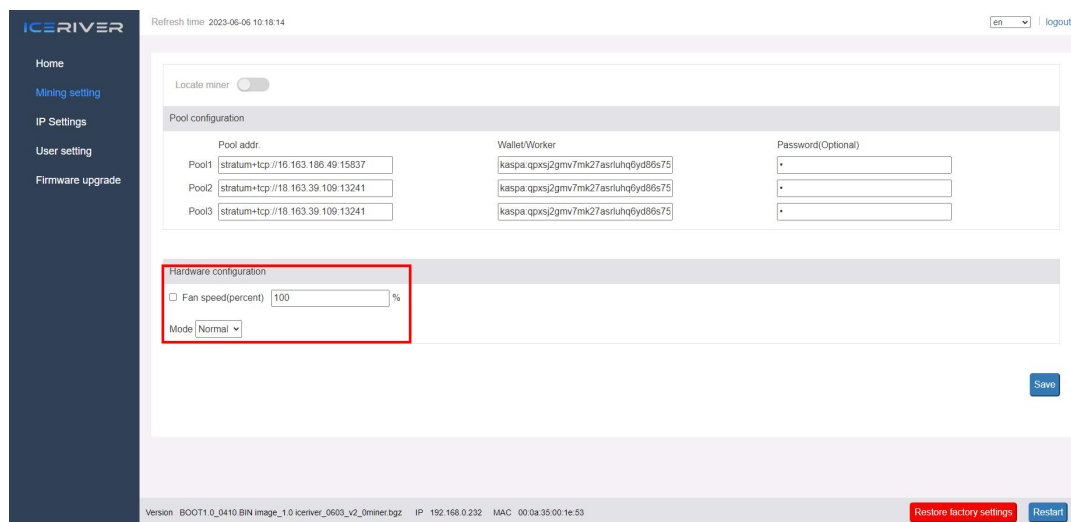 ICERIVER
Refresh time 2023-06-06 10:18:14
en
logout
Home
Mining setting
IP Settings
User setting
Firmware upgrade
Locate miner
Pool configuration
Pool addr. Wallet/Worker Password(Optional)
Pool1 stratum+tcp://16.163.186.49:15837 kaspa:qpxsj2gmv7mk27asrluhq6yd86s75 •
Pool2 stratum+tcp://18.163.39.109:13241 kaspa:qpxsj2gmv7mk27asrluhq6yd86s75 •
Pool3 stratum+tcp://18.163.39.109:13241 kaspa:qpxsj2gmv7mk27asrluhq6yd86s75 •
Hardware configuration
Fan speed(percent) 100 %
Mode Normal
Save
Version BOOT1.0_0410.BIN image_1.0 iceriver_0603_v2_0miner.bgz IP 192.168.0.232 MAC 00:0a:35:00:1e:53
Restore factory settings
Restart